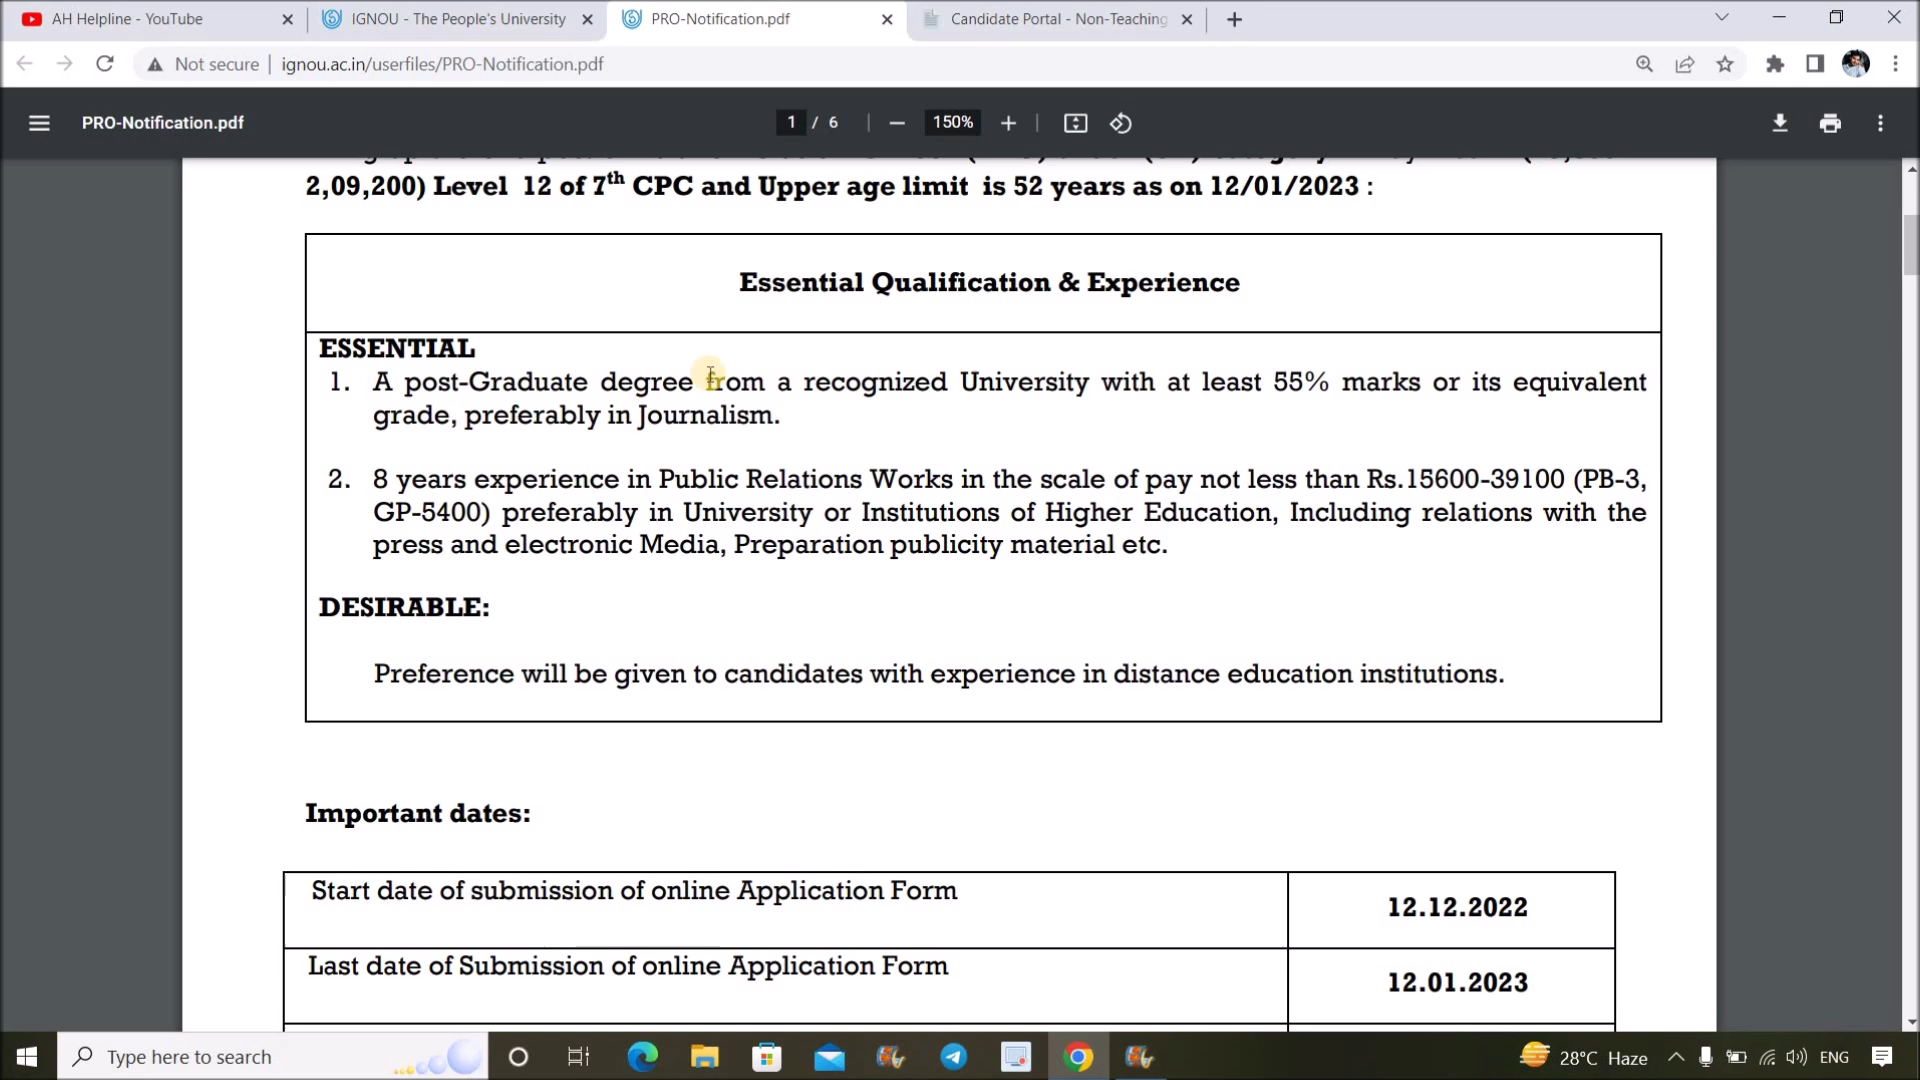 AH Helpline - YouTube
IGNOU - The People's University
PRO-Notification.pdf
Candidate Portal - Non-Teaching
Not secure
ignou.ac.in/userfiles/PRO-Notification.pdf
PRO-Notification.pdf
1 / 6
150%
2,09,200) Level 12 of 7th CPC and Upper age limit is 52 years as on 12/01/2023 :
Essential Qualification & Experience
ESSENTIAL
1. A post-Graduate degree from a recognized University with at least 55% marks or its equivalent
grade, preferably in Journalism.
2. 8 years experience in Public Relations Works in the scale of pay not less than Rs.15600-39100 (PB-3,
GP-5400) preferably in University or Institutions of Higher Education, Including relations with the
press and electronic Media, Preparation publicity material etc.
DESIRABLE:
Preference will be given to candidates with experience in distance education institutions.
Important dates:
Start date of submission of online Application Form
12.12.2022
Last date of Submission of online Application Form
12.01.2023
Type here to search
28°C Haze
ENG